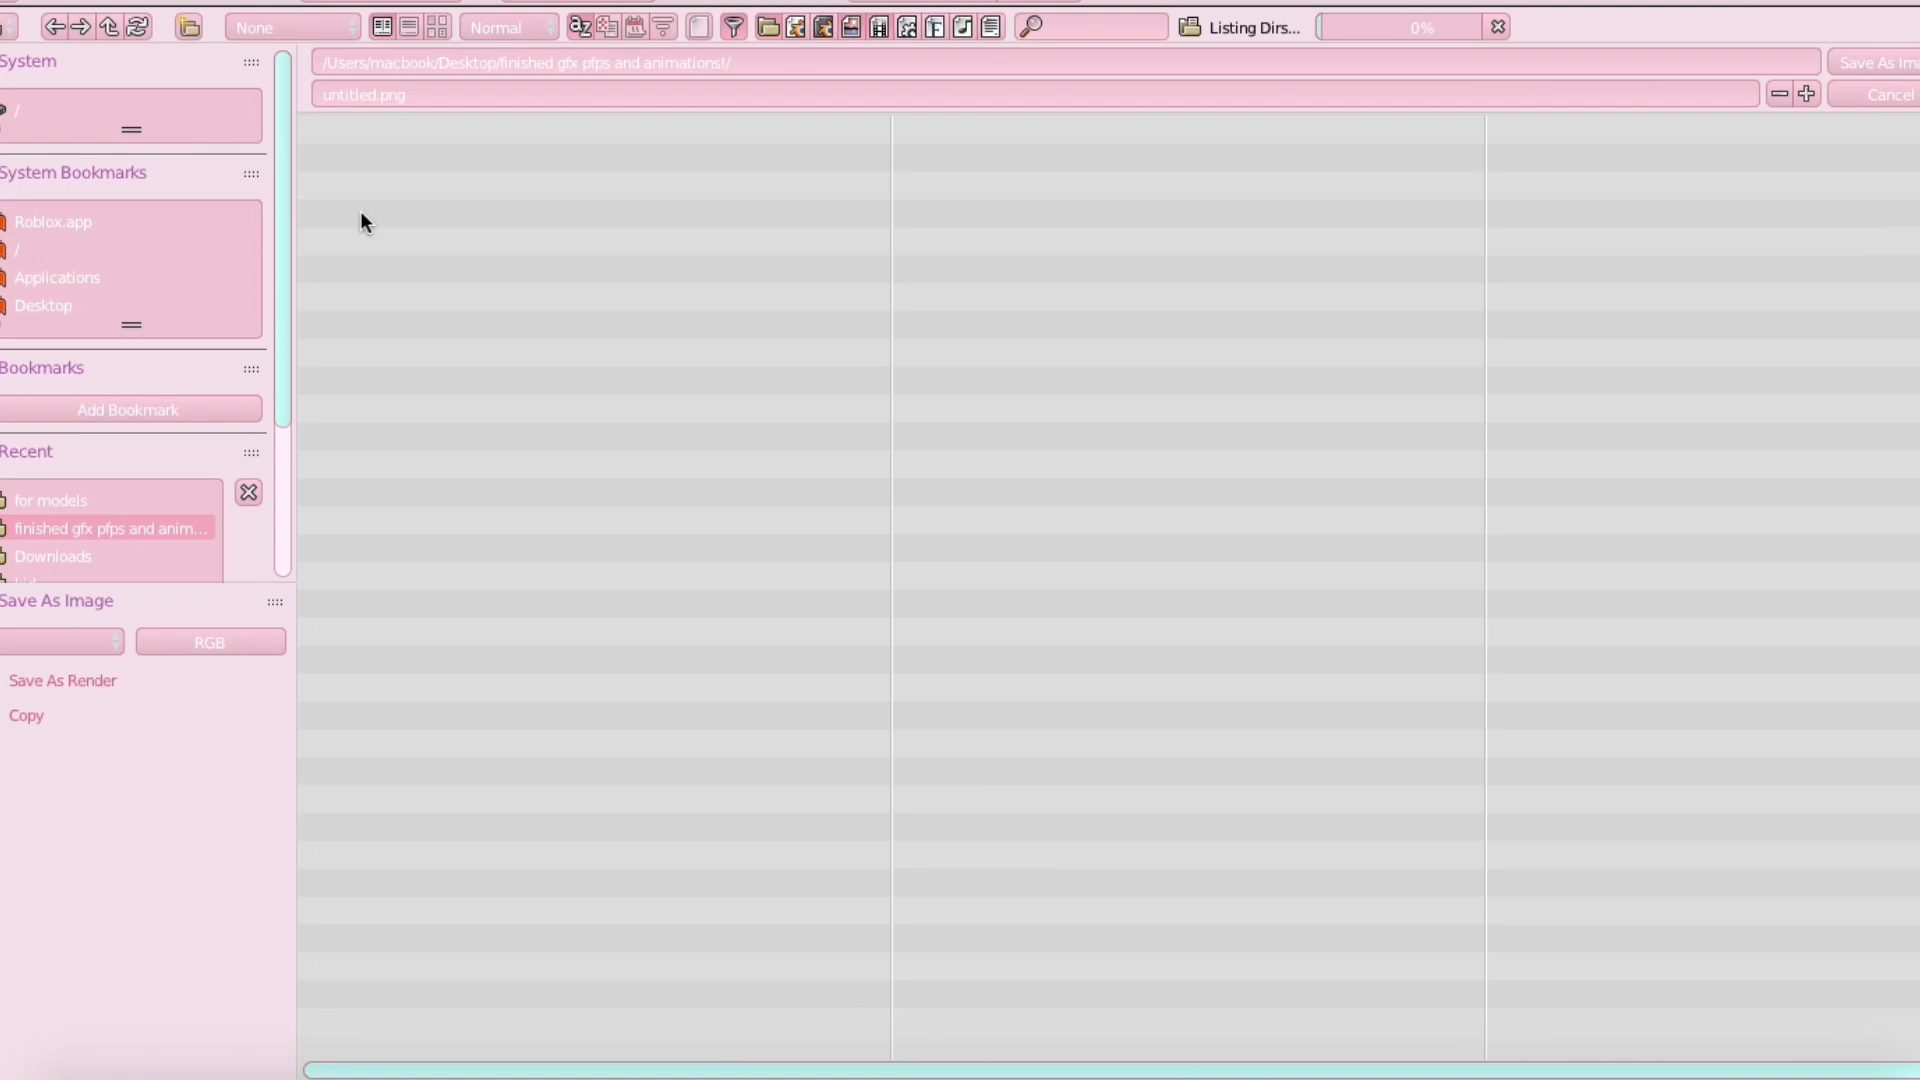 None
Normal
Listing Dirs...
0%
System
/
System Bookmarks
Roblox.app
/
Applications
Desktop
Bookmarks
Add Bookmark
Recent
for models
finished gfx pfps and anim...
Downloads
Save As Image
RGB
Save As Render
Copy
/Users/macbook/Desktop/finished gfx pfps and animations!/
Save As Ima
untitled.png
Cancel